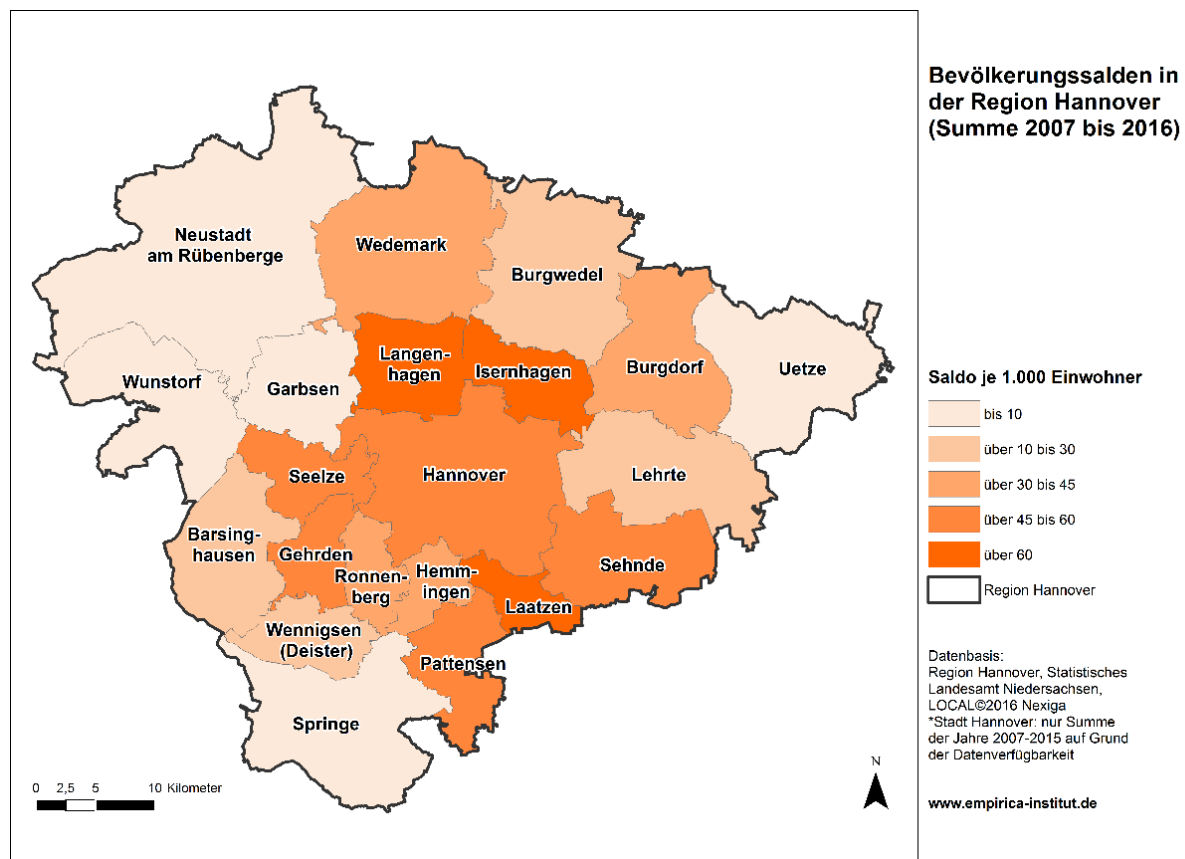 Bevölkerungssalden in
der Region Hannover
(Summe 2007 bis 2016)
Neustadt
am Rübenberge
Wedemark
Burgwedel
Wunstorf
Garbsen
Langen-
hagen
Isernhagen
Burgdorf
Uetze
Seelze
Hannover
Lehrte
Barsing-
hausen
Gehrden
Ronnen-
berg
Hemm-
ingen
Laatzen
Sehnde
Wennigsen
(Deister)
Pattensen
Springe
0 2,5 5 10 Kilometer
N
Saldo je 1.000 Einwohner
bis 10
über 10 bis 30
über 30 bis 45
über 45 bis 60
über 60
Region Hannover
Datenbasis:
Region Hannover, Statistisches
Landesamt Niedersachsen,
LOCAL©2016 Nexiga
*Stadt Hannover: nur Summe
der Jahre 2007-2015 auf Grund
der Datenverfügbarkeit
www.empirica-institut.de